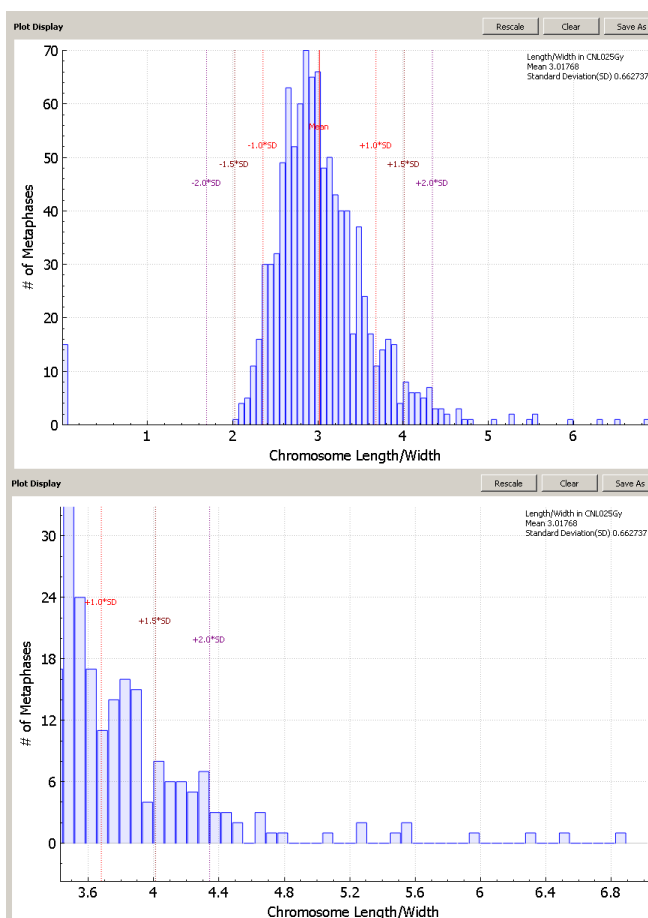 Plot Display Rescale Clear Save As
Length/Width in CNL025Gy
Mean 3.01768
Standard Deviation(SD) 0.662737
70
60
50
40
30
20
10
0
# of Metaphases
Mean
-1.0*SD +1.0*SD
-1.5*SD +1.5*SD
-2.0*SD +2.0*SD
1 2 3 4 5 6
Chromosome Length/Width
Plot Display Rescale Clear Save As
Length/Width in CNL025Gy
Mean 3.01768
Standard Deviation(SD) 0.662737
30
24
18
12
6
0
# of Metaphases
+1.0*SD
+1.5*SD
+2.0*SD
3.6 4 4.4 4.8 5.2 5.6 6 6.4 6.8
Chromosome Length/Width